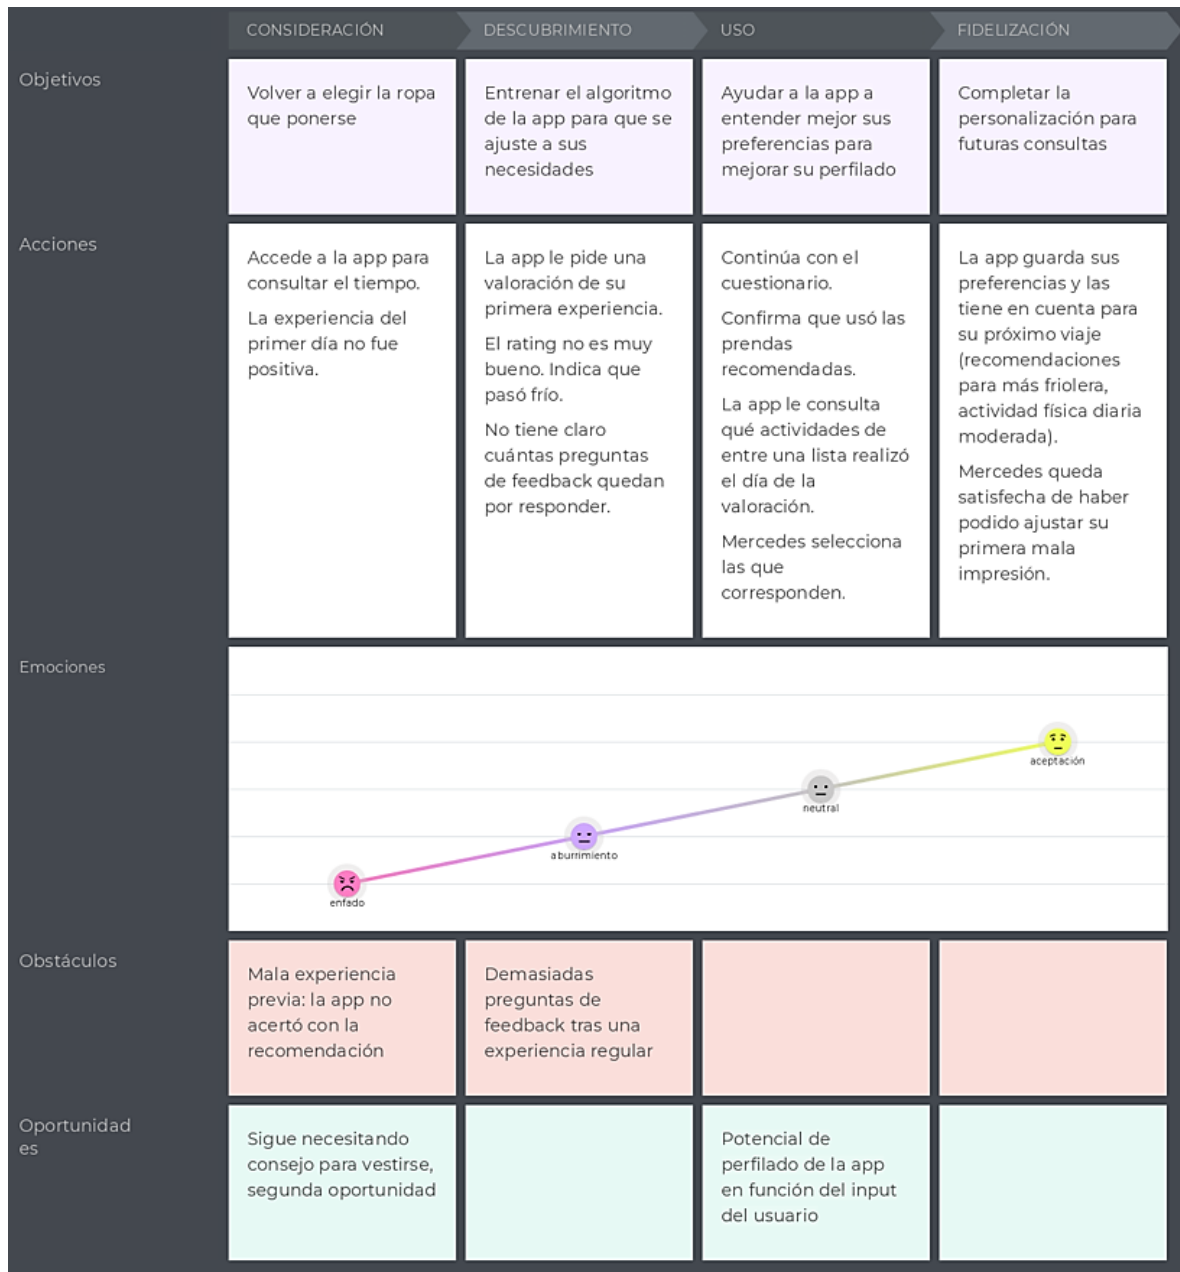 CONSIDERACIÓN
DESCUBRIMIENTO
USO
FIDELIZACIÓN
Objetivos
Volver a elegir la ropa
que ponerse
Entrenar el algoritmo
de la app para que se
ajuste a sus
necesidades
Ayudar a la app a
entender mejor sus
preferencias para
mejorar su perfilado
Completar la
personalización para
futuras consultas
Acciones
Accede a la app para
consultar el tiempo.
La experiencia del
primer día no fue
positiva.
La app le pide una
valoración de su
primera experiencia.
El rating no es muy
bueno. Indica que
pasó frío.
No tiene claro
cuántas preguntas
de feedback quedan
por responder.
Continúa con el
cuestionario.
Confirma que usó las
prendas
recomendadas.
La app le consulta
qué actividades de
entre una lista realizó
el día de la
valoración.
Mercedes selecciona
las que
corresponden.
La app guarda sus
preferencias y las
tiene en cuenta para
su próximo viaje
(recomendaciones
para más friolera,
actividad física diaria
moderada).
Mercedes queda
satisfecha de haber
podido ajustar su
primera mala
impresión.
Emociones
enfado
aburrimiento
neutral
aceptación
Obstáculos
Mala experiencia
previa: la app no
acertó con la
recomendación
Demasiadas
preguntas de
feedback tras una
experiencia regular
Oportunidad
es
Sigue necesitando
consejo para vestirse,
segunda oportunidad
Potencial de
perfilado de la app
en función del input
del usuario